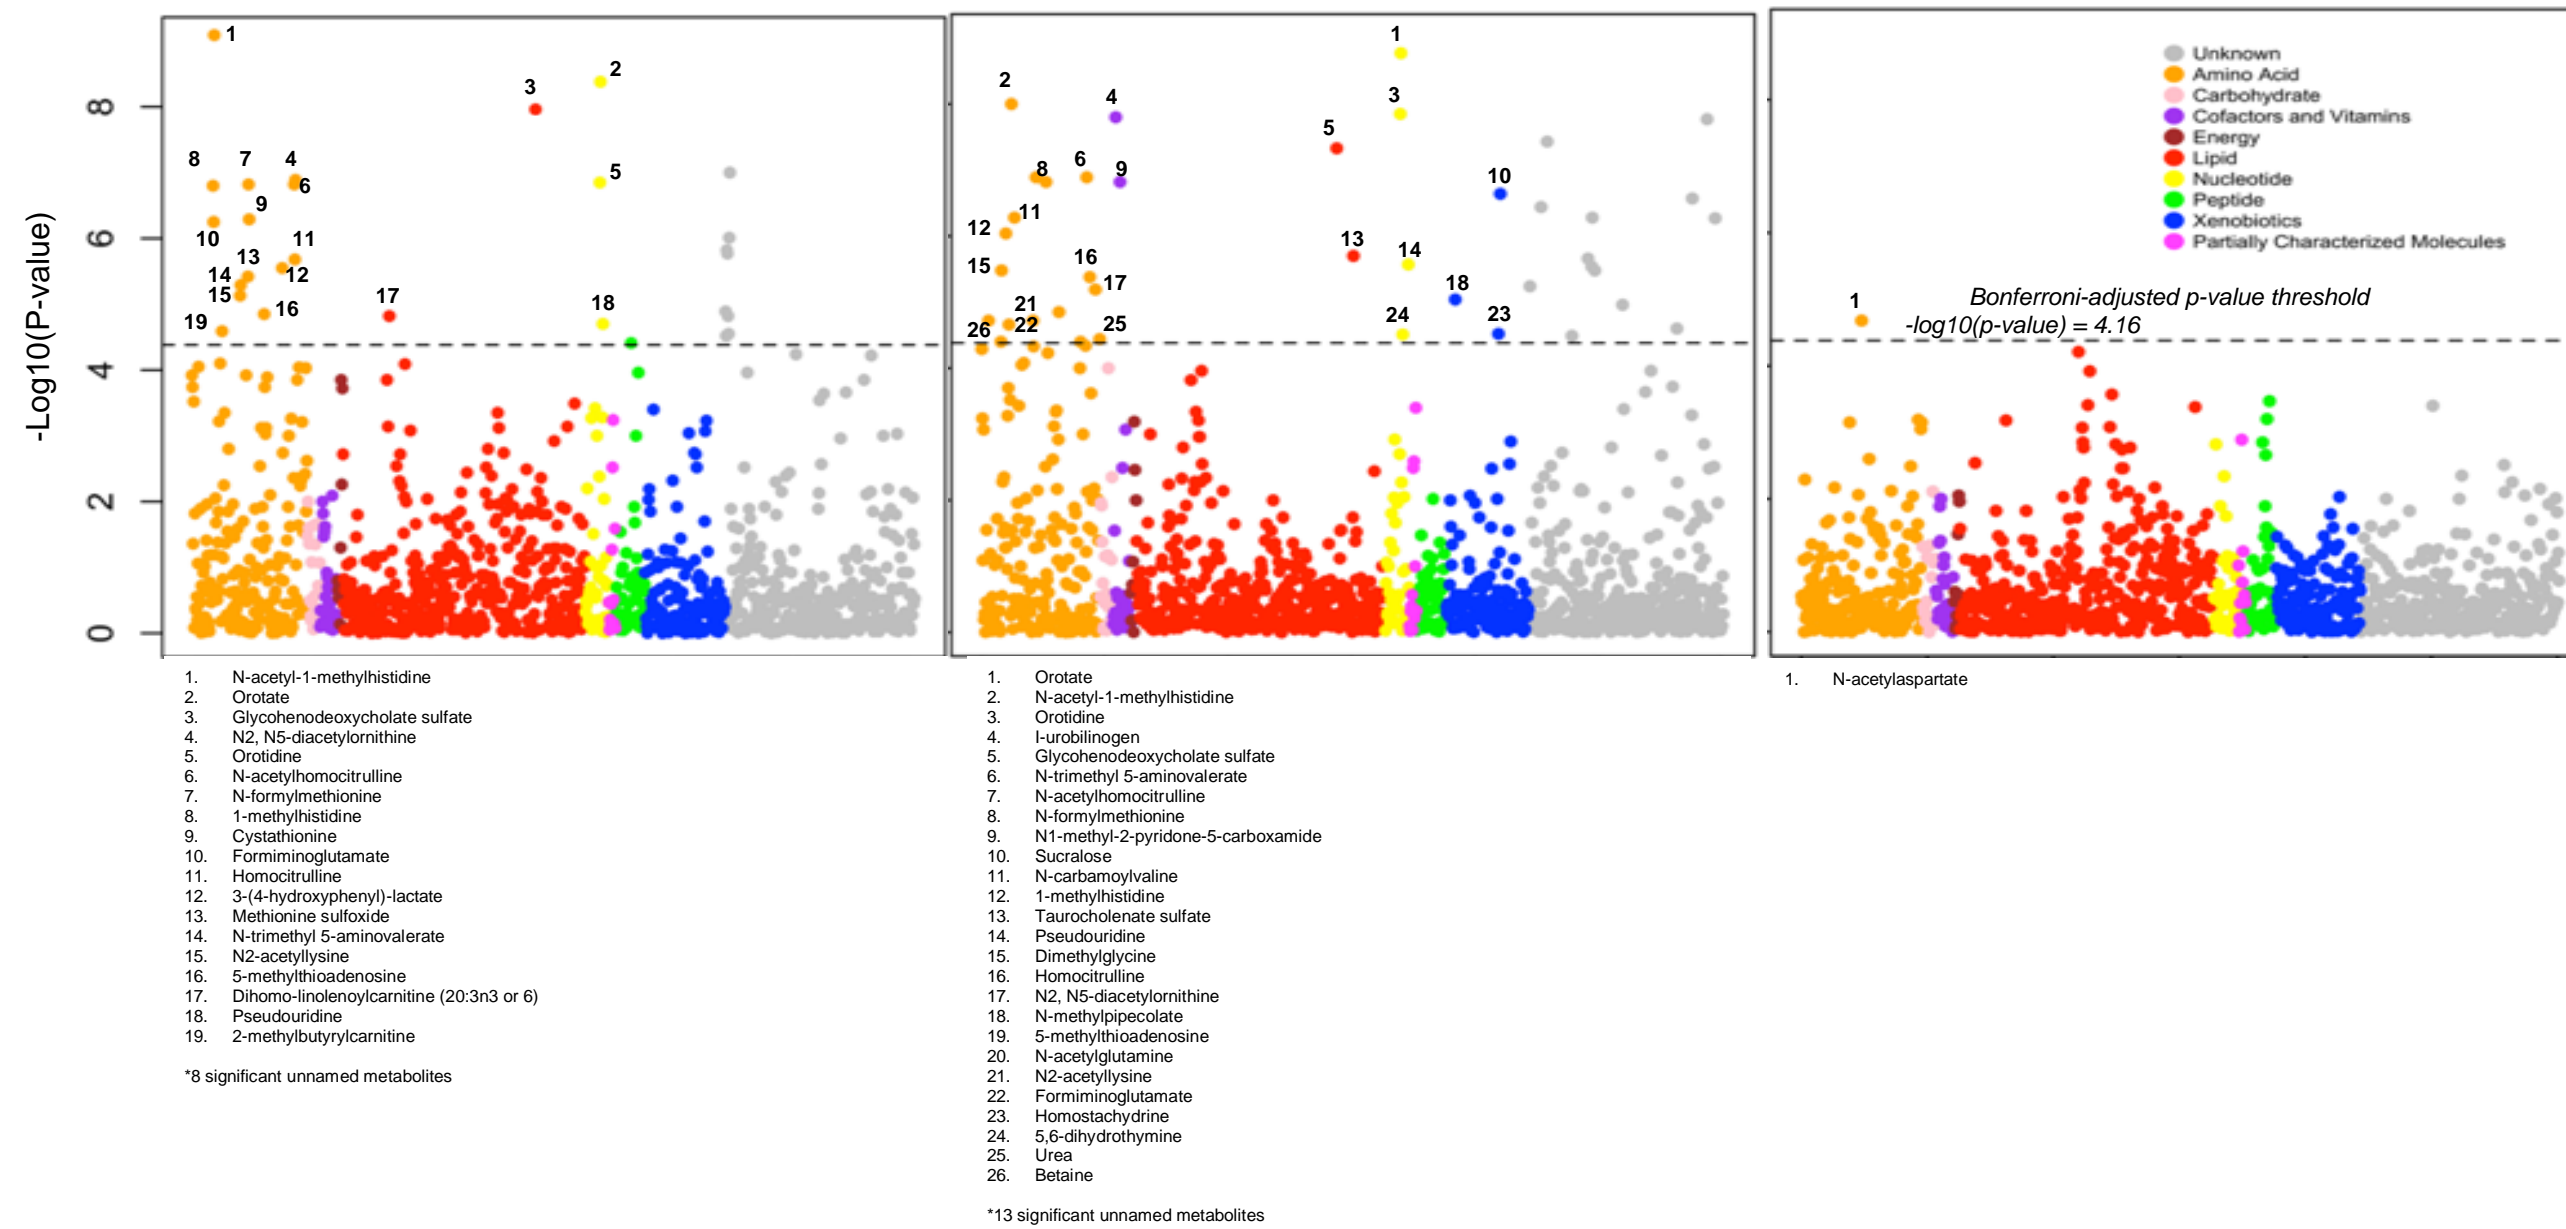 -Log10(P-value)
8
6
4
2
0
1
2
3
8
7
4
6
5
9
10
11
13
12
14
15
16
17
18
19
1
2
4
3
5
8
6
9
10
11
12
13
14
15
16
17
18
21
22
26
25
24
23
Unknown
Amino Acid
Carbohydrate
Cofactors and Vitamins
Energy
Lipid
Nucleotide
Peptide
Xenobiotics
Partially Characterized Molecules
1
Bonferroni-adjusted p-value threshold
-log10(p-value) = 4.16
1. N-acetyl-1-methylhistidine
2. Orotate
3. Glycohenodeoxycholate sulfate
4. N2, N5-diacetylornithine
5. Orotidine
6. N-acetylhomocitrulline
7. N-formylmethionine
8. 1-methylhistidine
9. Cystathionine
10. Formiminoglutamate
11. Homocitrulline
12. 3-(4-hydroxyphenyl)-lactate
13. Methionine sulfoxide
14. N-trimethyl 5-aminovalerate
15. N2-acetyllysine
16. 5-methylthioadenosine
17. Dihomo-linolenoylcarnitine (20:3n3 or 6)
18. Pseudouridine
19. 2-methylbutyrylcarnitine
*8 significant unnamed metabolites
1. Orotate
2. N-acetyl-1-methylhistidine
3. Orotidine
4. I-urobilinogen
5. Glycohenodeoxycholate sulfate
6. N-trimethyl 5-aminovalerate
7. N-acetylhomocitrulline
8. N-formylmethionine
9. N1-methyl-2-pyridone-5-carboxamide
10. Sucralose
11. N-carbamoylvaline
12. 1-methylhistidine
13. Taurocholenate sulfate
14. Pseudouridine
15. Dimethylglycine
16. Homocitrulline
17. N2, N5-diacetylornithine
18. N-methylpipecolate
19. 5-methylthioadenosine
20. N-acetylglutamine
21. N2-acetyllysine
22. Formiminoglutamate
23. Homostachydrine
24. 5,6-dihydrothymine
25. Urea
26. Betaine
*13 significant unnamed metabolites
1. N-acetylaspartate